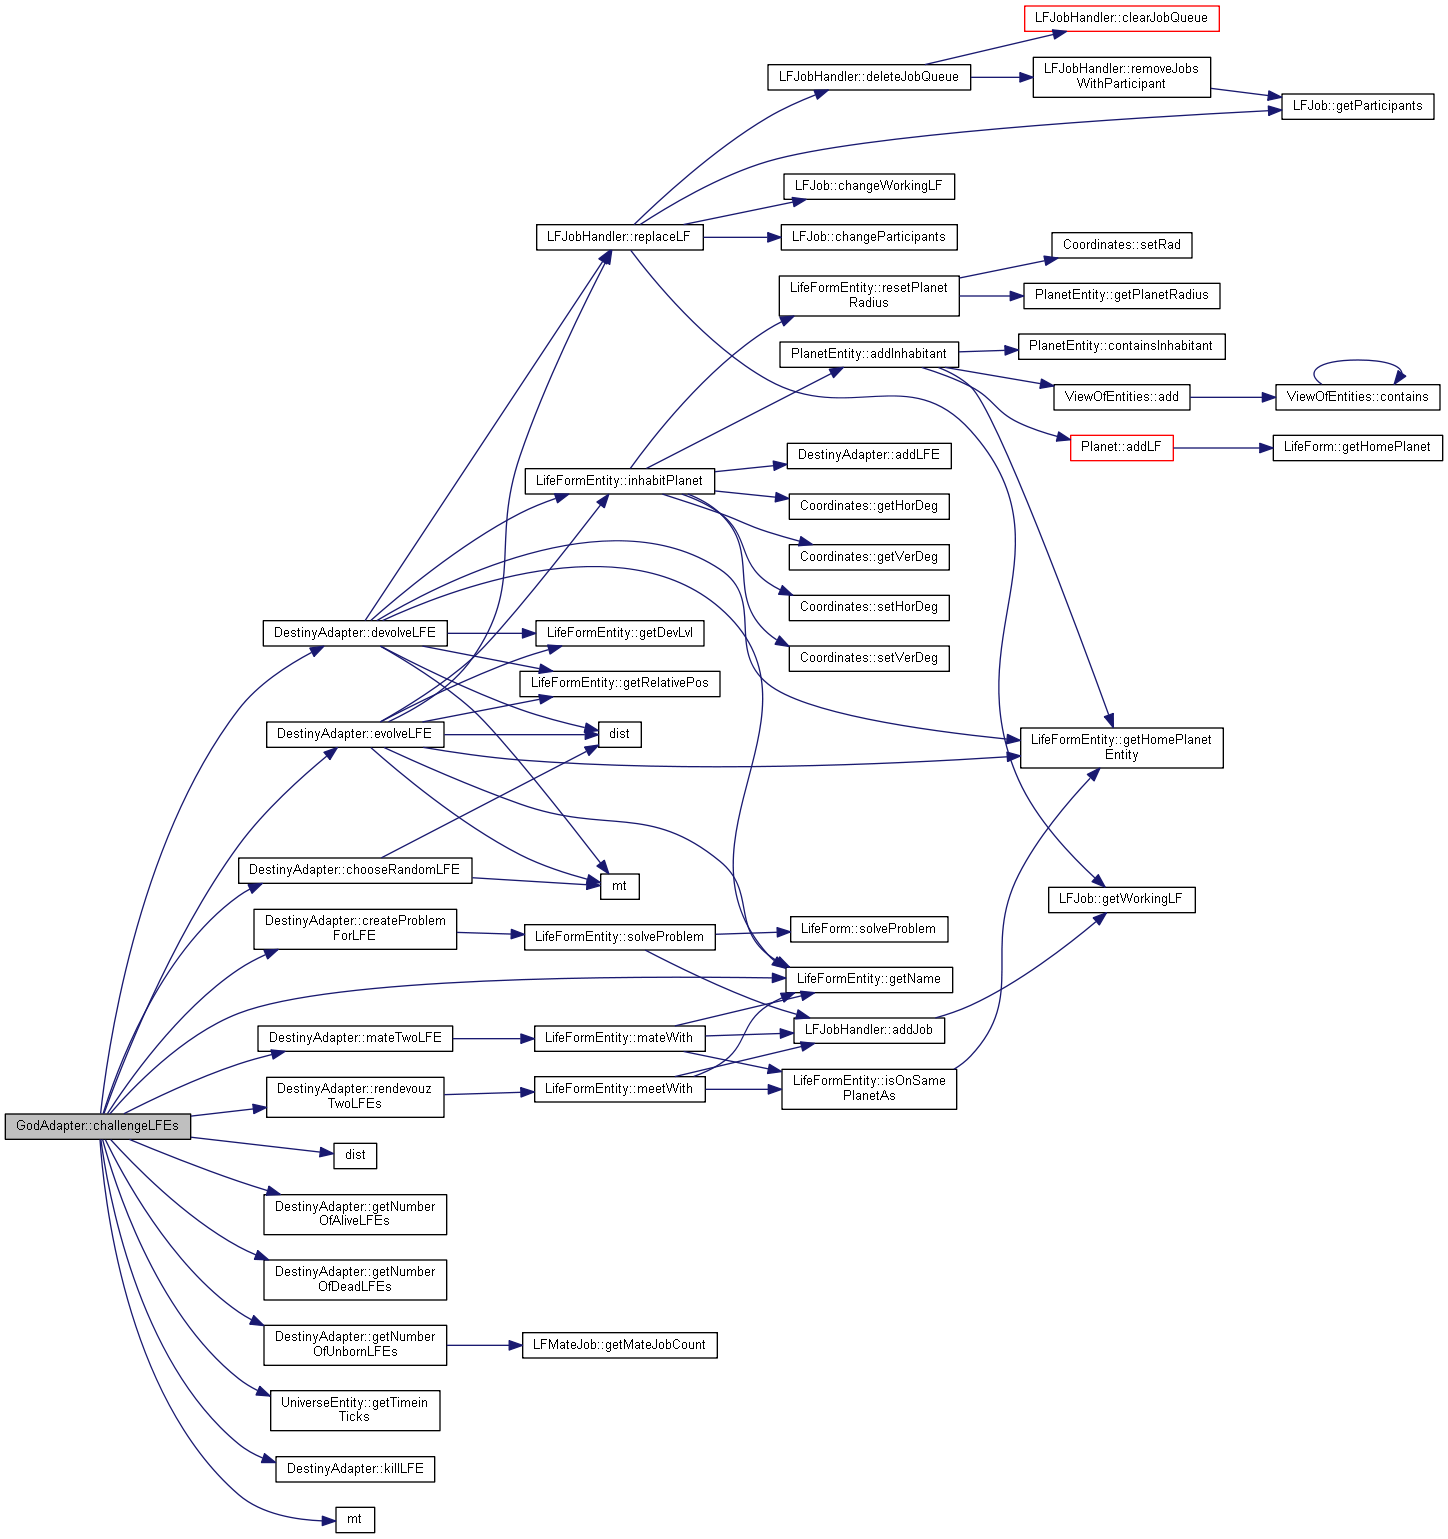 LFJobHandler::clearJobQueue
LFJobHandler::deleteJobQueue
LFJobHandler::removeJobs
WithParticipant
LFJob::getParticipants
LFJob::changeWorkingLF
LFJobHandler::replaceLF
LFJob::changeParticipants
Coordinates::setRad
LifeFormEntity::resetPlanet
Radius
PlanetEntity::getPlanetRadius
PlanetEntity::addInhabitant
PlanetEntity::containsInhabitant
ViewOfEntities::add
ViewOfEntities::contains
Planet::addLF
LifeForm::getHomePlanet
DestinyAdapter::addLFE
LifeFormEntity::inhabitPlanet
Coordinates::getHorDeg
Coordinates::getVerDeg
Coordinates::setHorDeg
Coordinates::setVerDeg
DestinyAdapter::devolveLFE
LifeFormEntity::getDevLvl
LifeFormEntity::getRelativePos
DestinyAdapter::evolveLFE
dist
LifeFormEntity::getHomePlanet
Entity
DestinyAdapter::chooseRandomLFE
mt
LFJob::getWorkingLF
DestinyAdapter::createProblem
ForLFE
LifeFormEntity::solveProblem
LifeForm::solveProblem
LifeFormEntity::getName
DestinyAdapter::mateTwoLFE
LifeFormEntity::mateWith
LFJobHandler::addJob
DestinyAdapter::rendevouz
TwoLFEs
LifeFormEntity::meetWith
LifeFormEntity::isOnSame
PlanetAs
GodAdapter::challengeLFEs
dist
DestinyAdapter::getNumber
OfAliveLFEs
DestinyAdapter::getNumber
OfDeadLFEs
DestinyAdapter::getNumber
OfUnbornLFEs
LFMateJob::getMateJobCount
UniverseEntity::getTimein
Ticks
DestinyAdapter::killLFE
mt